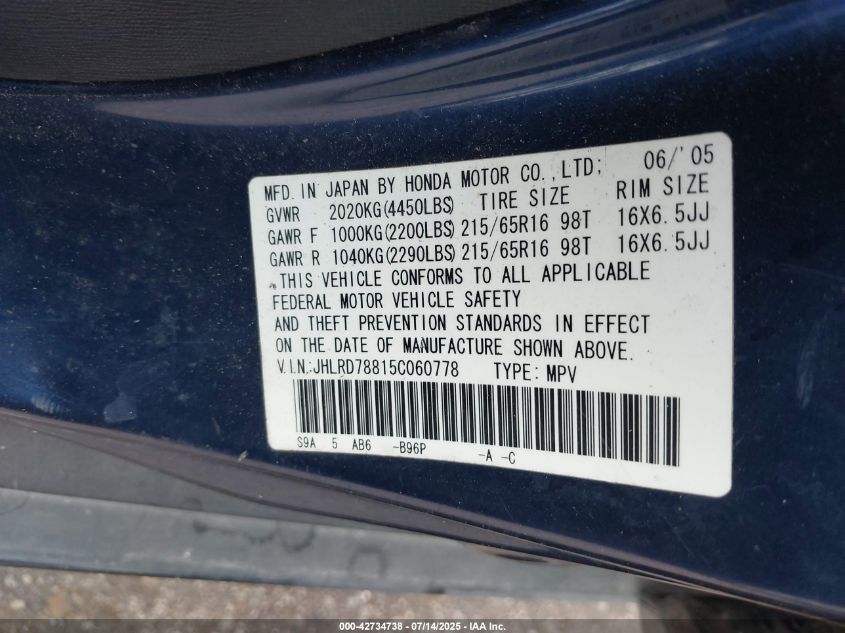 MFD. IN JAPAN BY HONDA MOTOR CO., LTD; 06/'05
GVWR 2020KG(4450LBS) TIRE SIZE RIM SIZE
GAWR F 1000KG(2200LBS) 215/65R16 98T 16X6.5JJ
GAWR R 1040KG(2290LBS) 215/65R16 98T 16X6.5JJ
THIS VEHICLE CONFORMS TO ALL APPLICABLE
FEDERAL MOTOR VEHICLE SAFETY
AND THEFT PREVENTION STANDARDS IN EFFECT
ON THE DATE OF MANUFACTURE SHOWN ABOVE.
V.I.N.:JHLRD78815C060778 TYPE: MPV
S9A 5 AB6 -B96P -A -C
000-42734738 - 07/14/2025 - IAA Inc.